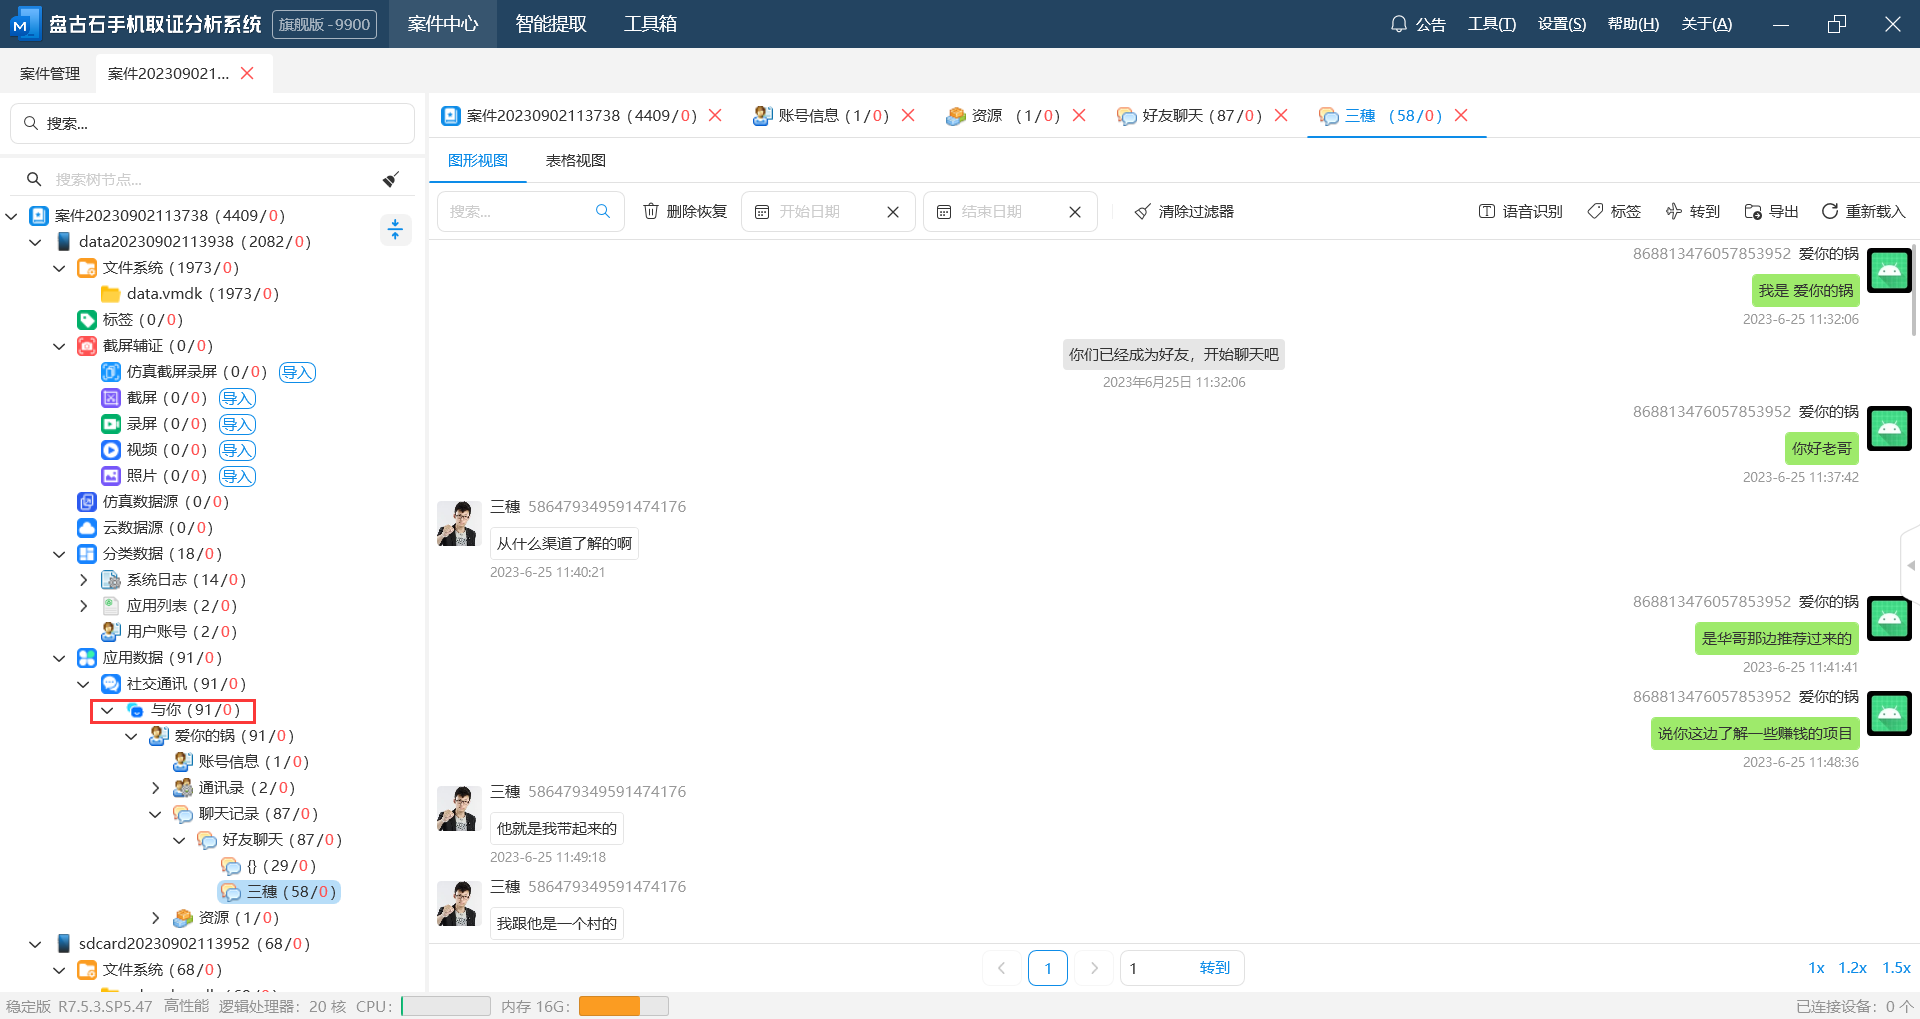 盘古石手机取证分析系统 旗舰版 -9900 案件中心 智能提取 工具箱 公告 工具(T) 设置(S) 帮助(H) 关于(A)
案件管理 案件202309021...
搜索...
搜索树节点...
案件20230902113738 (4409/0)
data20230902113938 (2082/0)
文件系统 (1973/0)
data.vmdk (1973/0)
标签 (0/0)
截屏辅证 (0/0)
仿真截屏录屏 (0/0) 导入
截屏 (0/0) 导入
录屏 (0/0) 导入
视频 (0/0) 导入
照片 (0/0) 导入
仿真数据源 (0/0)
云数据源 (0/0)
分类数据 (18/0)
系统日志 (14/0)
应用列表 (2/0)
用户账号 (2/0)
应用数据 (91/0)
社交通讯 (91/0)
与你 (91/0)
爱你的锅 (91/0)
账号信息 (1/0)
通讯录 (2/0)
聊天记录 (87/0)
好友聊天 (87/0)
{} (29/0)
三穗 (58/0)
资源 (1/0)
sdcard20230902113952 (68/0)
文件系统 (68/0)
案件20230902113738 (4409/0) 账号信息 (1/0) 资源 (1/0) 好友聊天 (87/0) 三穗 (58/0)
图形视图 表格视图
搜索... 删除恢复 开始日期 结束日期 清除过滤器 语音识别 标签 转到 导出 重新载入
868813476057853952 爱你的锅
我是 爱你的锅
2023-6-25 11:32:06
你们已经成为好友，开始聊天吧
2023年6月25日 11:32:06
868813476057853952 爱你的锅
你好老哥
2023-6-25 11:37:42
三穗 586479349591474176
从什么渠道了解的啊
2023-6-25 11:40:21
868813476057853952 爱你的锅
是华哥那边推荐过来的
2023-6-25 11:41:41
868813476057853952 爱你的锅
说你这边了解一些赚钱的项目
2023-6-25 11:48:36
三穗 586479349591474176
他就是我带起来的
2023-6-25 11:49:18
三穗 586479349591474176
我跟他是一个村的
1 1 转到 1x 1.2x 1.5x
稳定版 R7.5.3.SP5.47 高性能 逻辑处理器：20 核 CPU： 内存 16G： 已连接设备：0 个